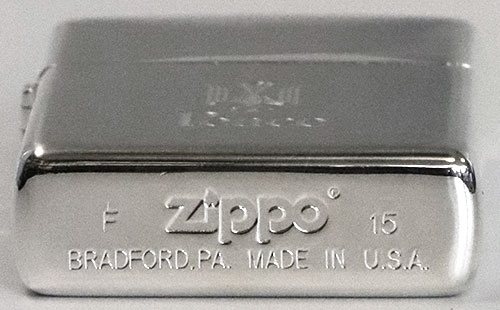 F zippo® 15
BRADFORD, PA. MADE IN U.S.A.